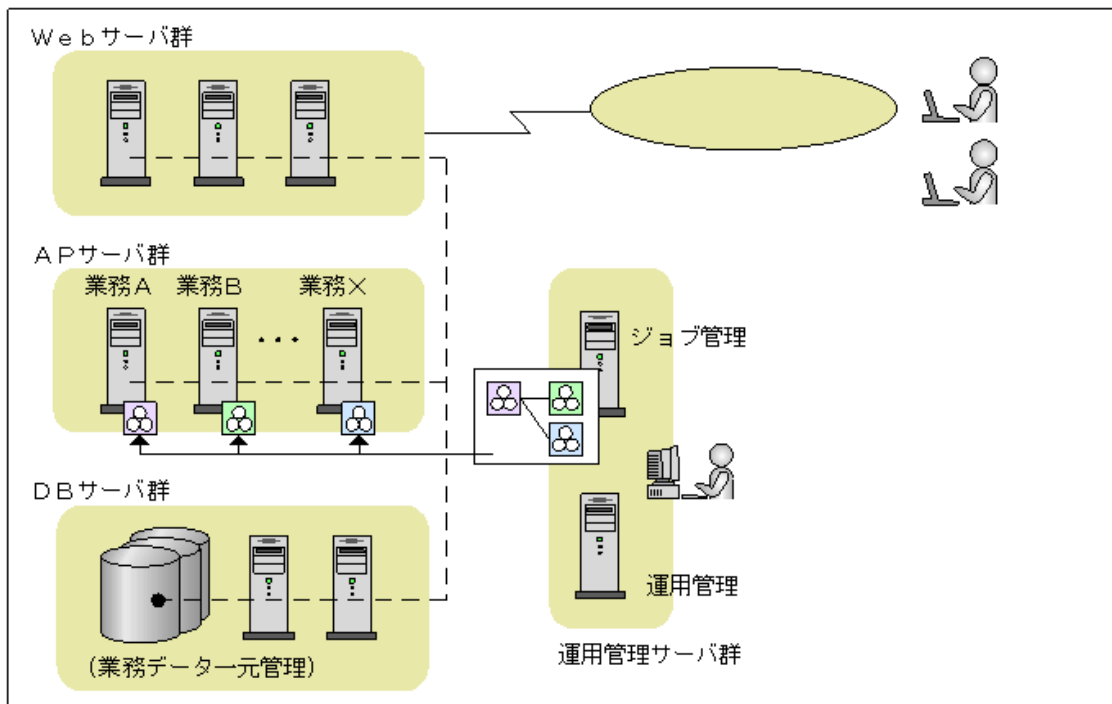 Ｗｅｂサーバ群
ＡＰサーバ群
業務Ａ 業務Ｂ 業務Ｘ
・・・
ジョブ管理
ＤＢサーバ群
運用管理
(業務データ一元管理)
運用管理サーバ群